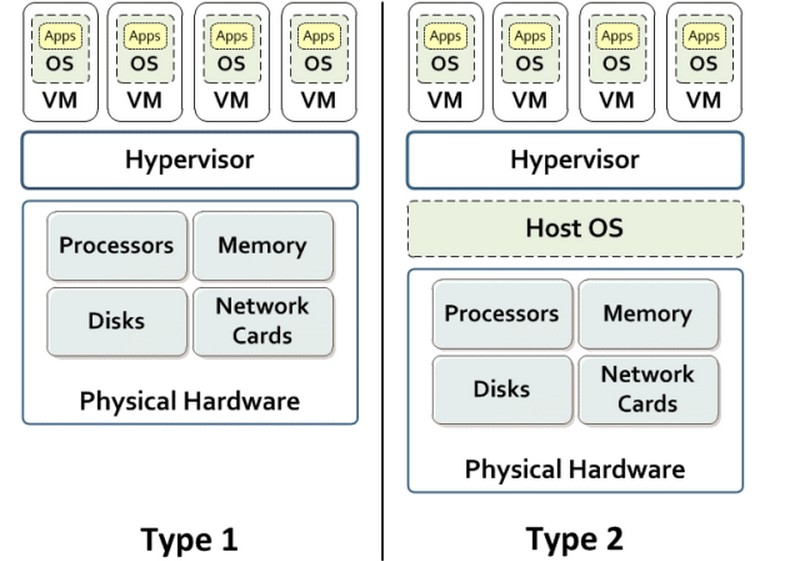 Apps Apps Apps Apps
OS OS OS OS
VM VM VM VM
Hypervisor
Processors Memory
Disks Network
Cards
Physical Hardware
Type 1
Apps Apps Apps Apps
OS OS OS OS
VM VM VM VM
Hypervisor
Host OS
Processors Memory
Disks Network
Cards
Physical Hardware
Type 2